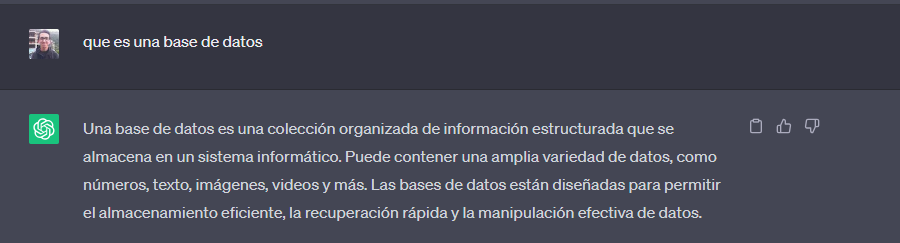 que es una base de datos
Una base de datos es una colección organizada de información estructurada que se
almacena en un sistema informático. Puede contener una amplia variedad de datos, como
números, texto, imágenes, videos y más. Las bases de datos están diseñadas para permitir
el almacenamiento eficiente, la recuperación rápida y la manipulación efectiva de datos.